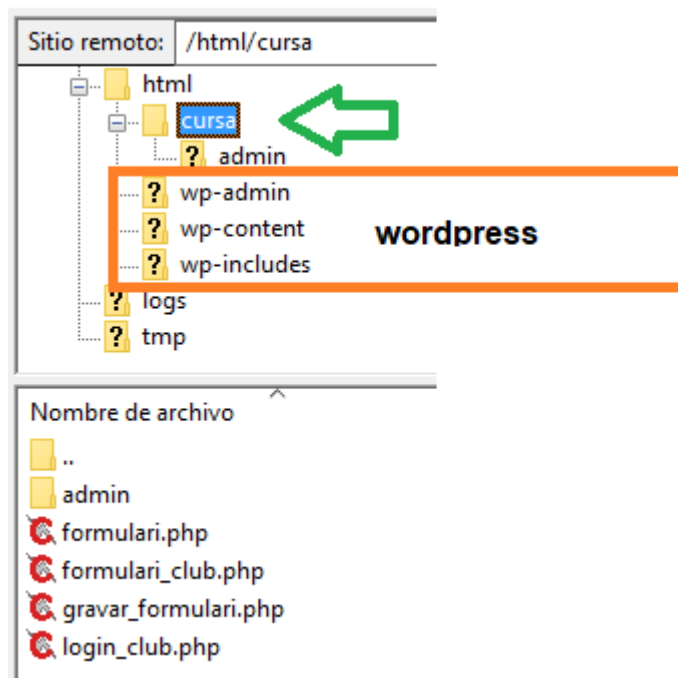 Sitio remoto: /html/cursa
html
cursa
admin
wp-admin
wp-content
wordpress
wp-includes
logs
tmp
Nombre de archivo
..
admin
formulari.php
formulari_club.php
gravar_formulari.php
login_club.php